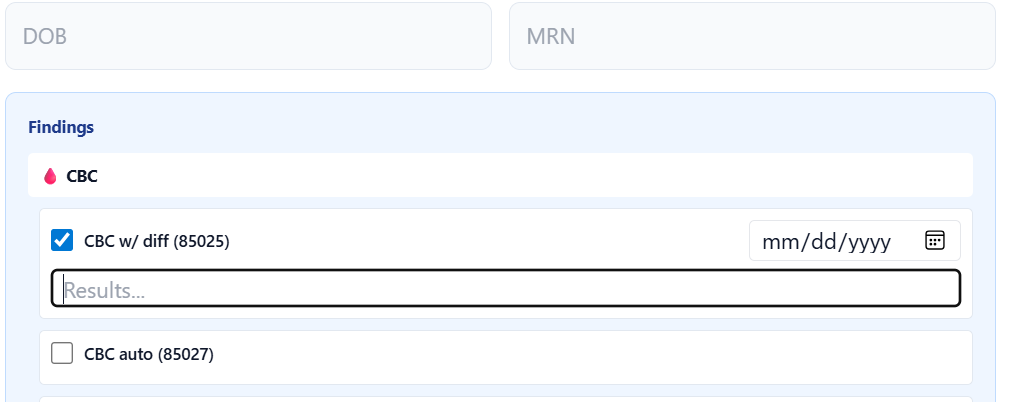 DOB MRN
Findings
CBC
CBC w/ diff (85025) mm/dd/yyyy
Results...
CBC auto (85027)